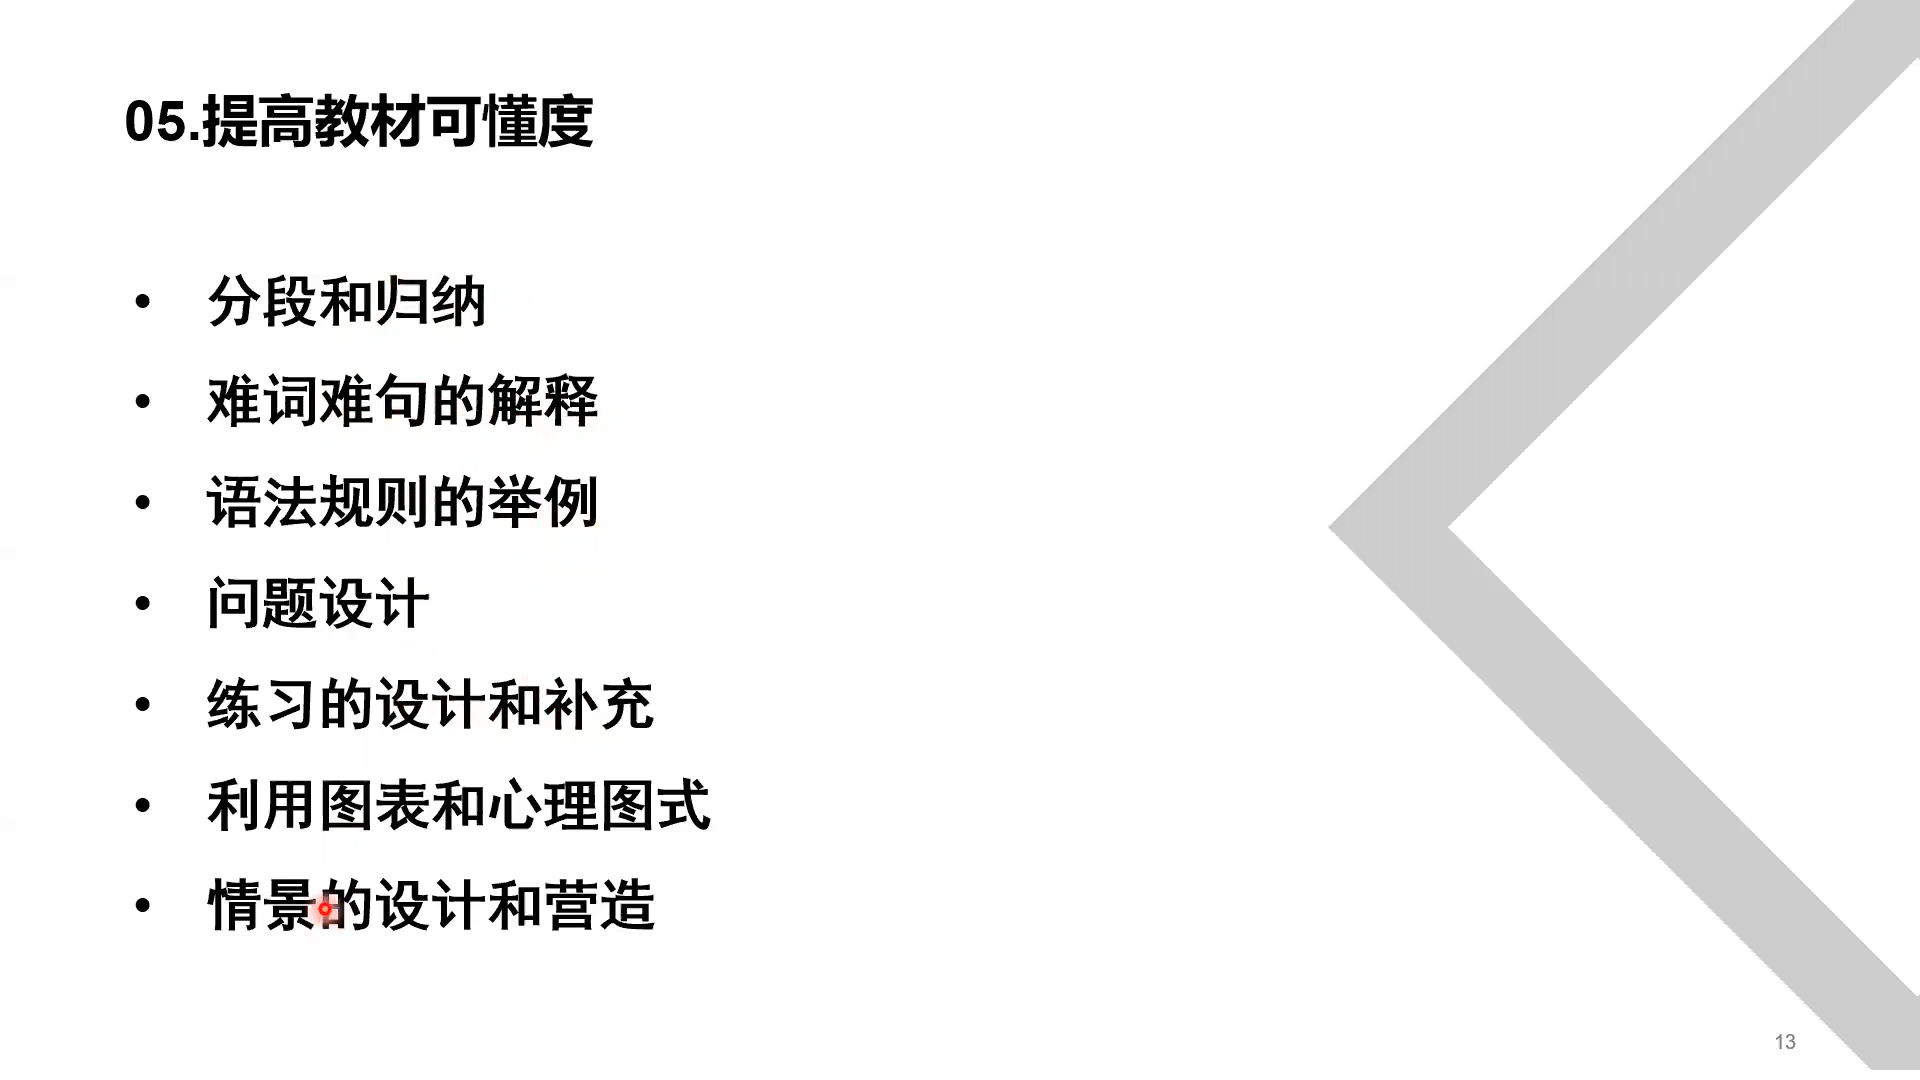 05.提高教材可懂度
• 分段和归纳
• 难词难句的解释
• 语法规则的举例
• 问题设计
• 练习的设计和补充
• 利用图表和心理图式
• 情景的设计和营造
13